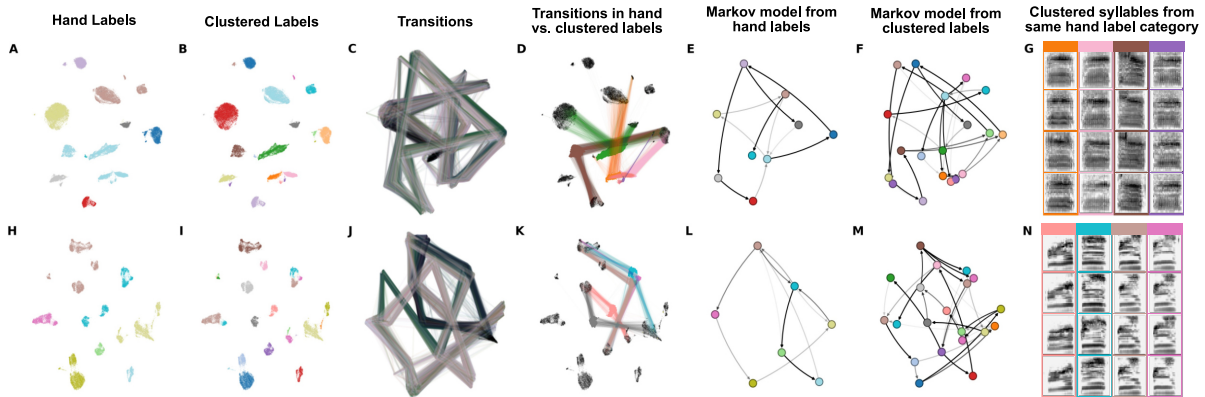 Hand Labels
Clustered Labels
Transitions
Transitions in hand
vs. clustered labels
Markov model from
hand labels
Markov model from
clustered labels
Clustered syllables from
same hand label category
A
B
C
D
E
F
G
H
I
J
K
L
M
N